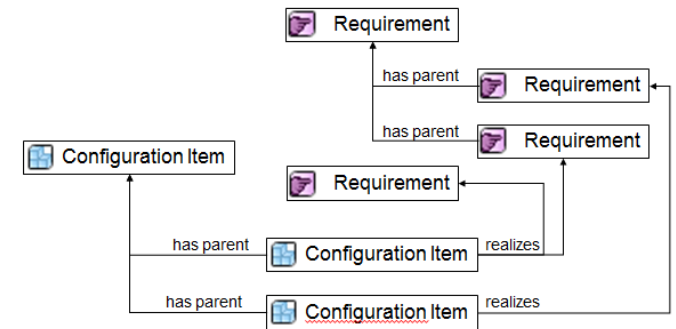 Requirement
has parent
Requirement
has parent
Requirement
Configuration Item
Requirement
has parent
Configuration Item
realizes
has parent
Configuration Item
realizes